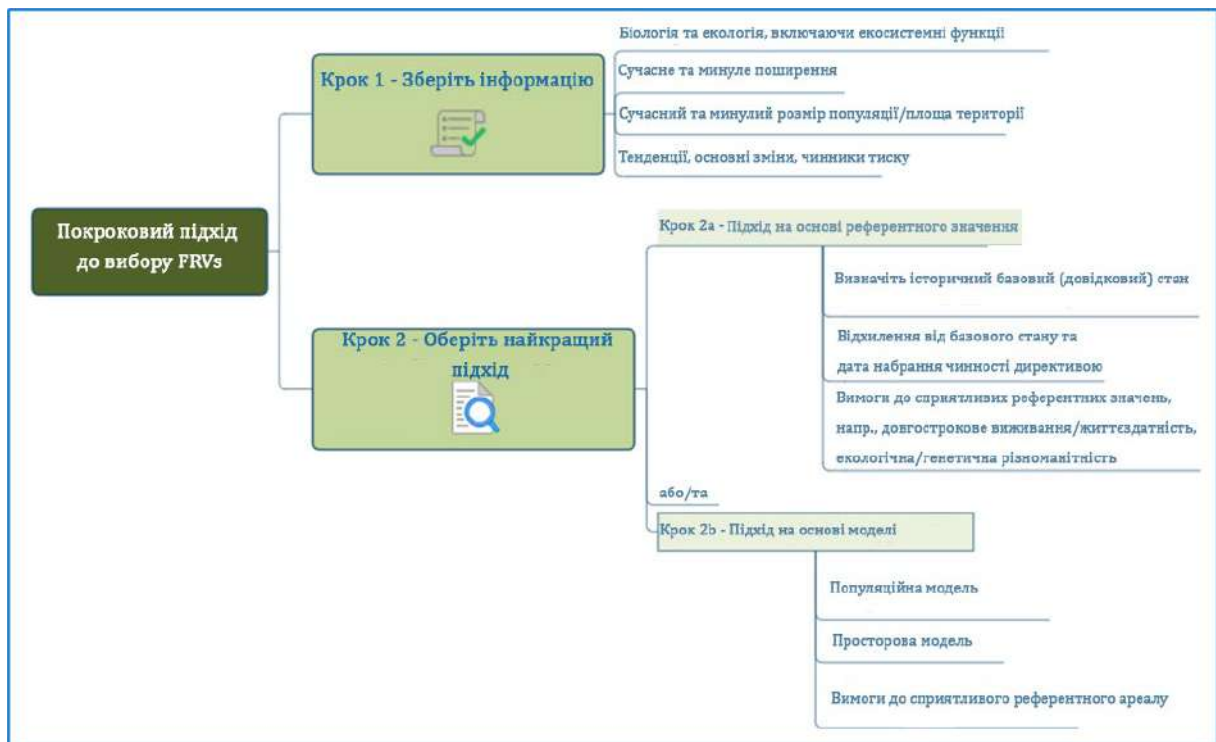 Покроковий підхід
до вибору FRVs
Крок 1 - Зберіть інформацію
Біологія та екологія, включаючи екосистемні функції
Сучасне та минуле поширення
Сучасний та минулий розмір популяції/площа території
Тенденції, основні зміни, чинники тиску
Крок 2 - Оберіть найкращий
підхід
Крок 2а - Підхід на основі референтного значення
Визначіть історичний базовий (довідковий) стан
Відхилення від базового стану та
дата набрання чинності директивою
Вимоги до сприятливих референтних значень,
напр., довгострокове виживання/життєздатність,
екологічна/генетична різноманітність
або/та
Крок 2b - Підхід на основі моделі
Популяційна модель
Просторова модель
Вимоги до сприятливого референтного ареалу